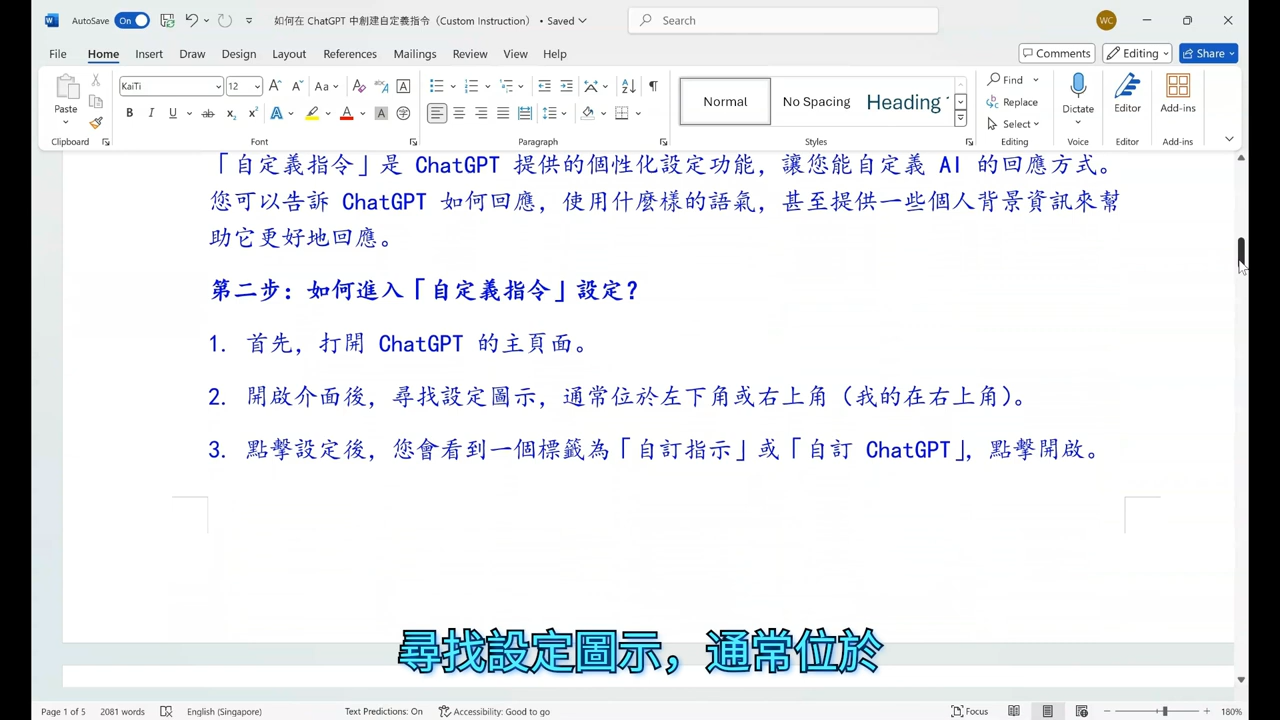 AutoSave On 如何在 ChatGPT 中創建自定義指令（Custom Instruction） • Saved Search WC
File Home Insert Draw Design Layout References Mailings Review View Help Comments Editing Share
Paste KaiTi 12 Aa Normal No Spacing Heading Find Replace Select Dictate Editor Add-ins
Clipboard Font Paragraph Styles Editing Voice Editor Add-ins
「自定義指令」是 ChatGPT 提供的個性化設定功能，讓您能自定義 AI 的回應方式。
您可以告訴 ChatGPT 如何回應，使用什麼樣的語氣，甚至提供一些個人背景資訊來幫
助它更好地回應。
第二步：如何進入「自定義指令」設定？
1. 首先，打開 ChatGPT 的主頁面。
2. 開啟介面後，尋找設定圖示，通常位於左下角或右上角（我的在右上角）。
3. 點擊設定後，您會看到一個標籤為「自訂指示」或「自訂 ChatGPT」，點擊開啟。
尋找設定圖示，通常位於
Page 1 of 5 2081 words English (Singapore) Text Predictions: On Accessibility: Good to go Focus 180%